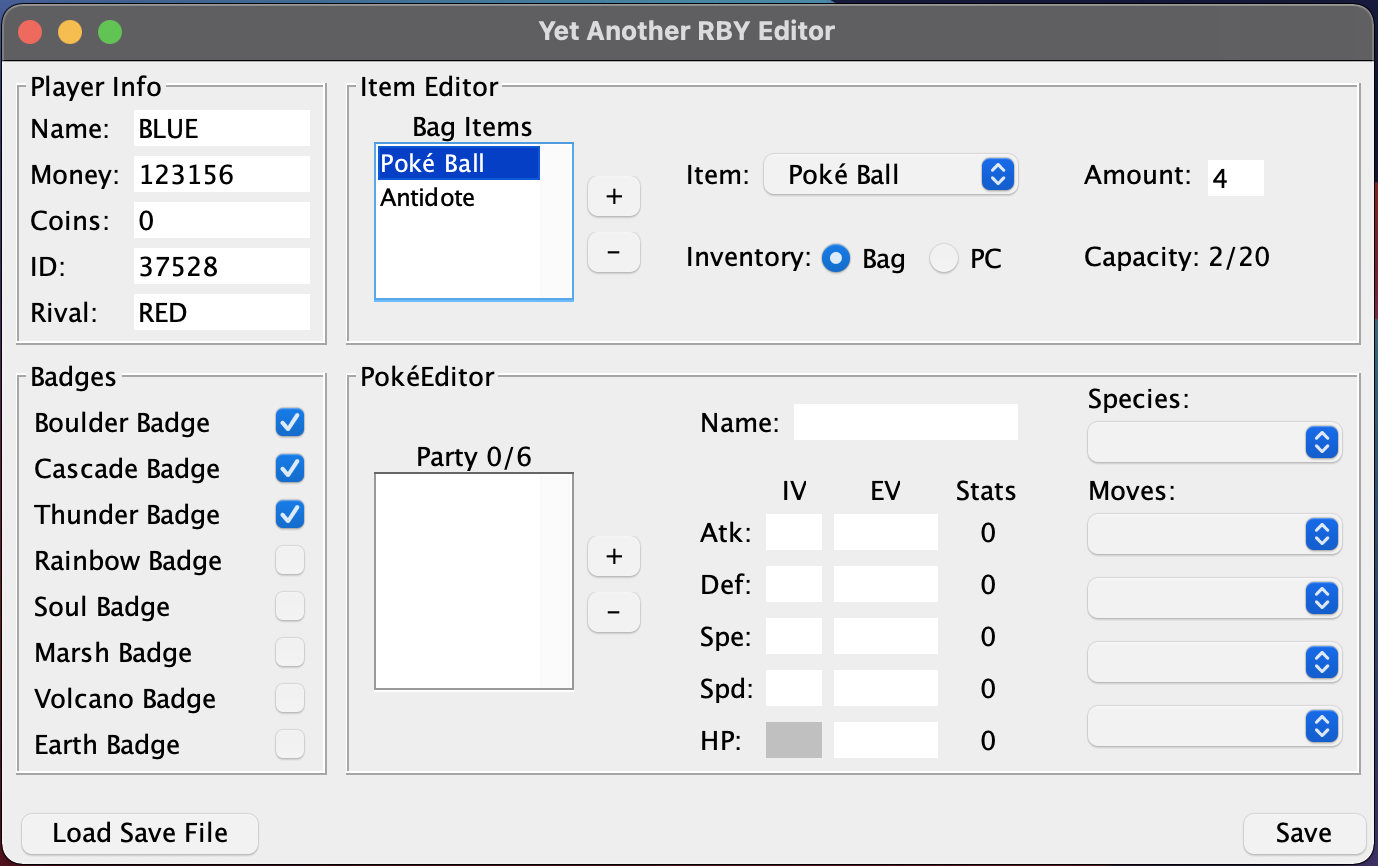 Yet Another RBY Editor
Player Info
Name: BLUE
Money: 123156
Coins: 0
ID: 37528
Rival: RED
Item Editor
Bag Items
Poké Ball
Antidote
+
-
Item: Poké Ball
Amount: 4
Inventory: Bag PC
Capacity: 2/20
Badges
Boulder Badge
Cascade Badge
Thunder Badge
Rainbow Badge
Soul Badge
Marsh Badge
Volcano Badge
Earth Badge
PokéEditor
Party 0/6
+
-
Name:
IV EV Stats
Atk: 0
Def: 0
Spe: 0
Spd: 0
HP: 0
Species:
Moves:
Load Save File
Save